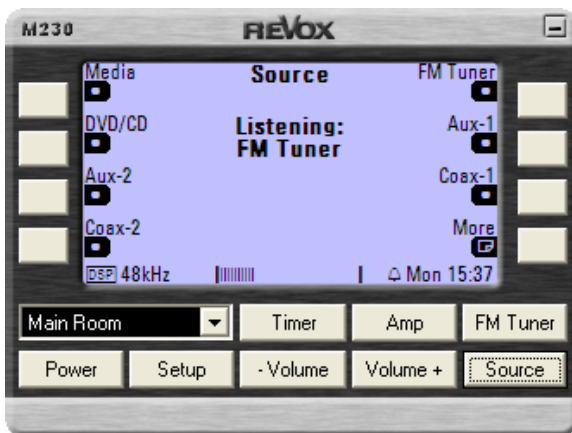 M230 REVOX
Media Source FM Tuner
DVD/CD Listening: Aux-1
FM Tuner
Aux-2 Coax-1
Coax-2 More
DSP 48kHz Mon 15:37
Main Room Timer Amp FM Tuner
Power Setup - Volume Volume + Source